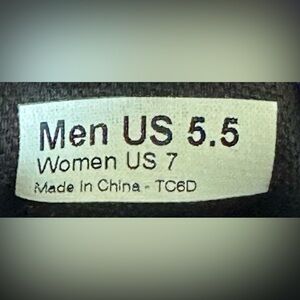 Men US 5.5
Women US 7
Made in China - TC6D